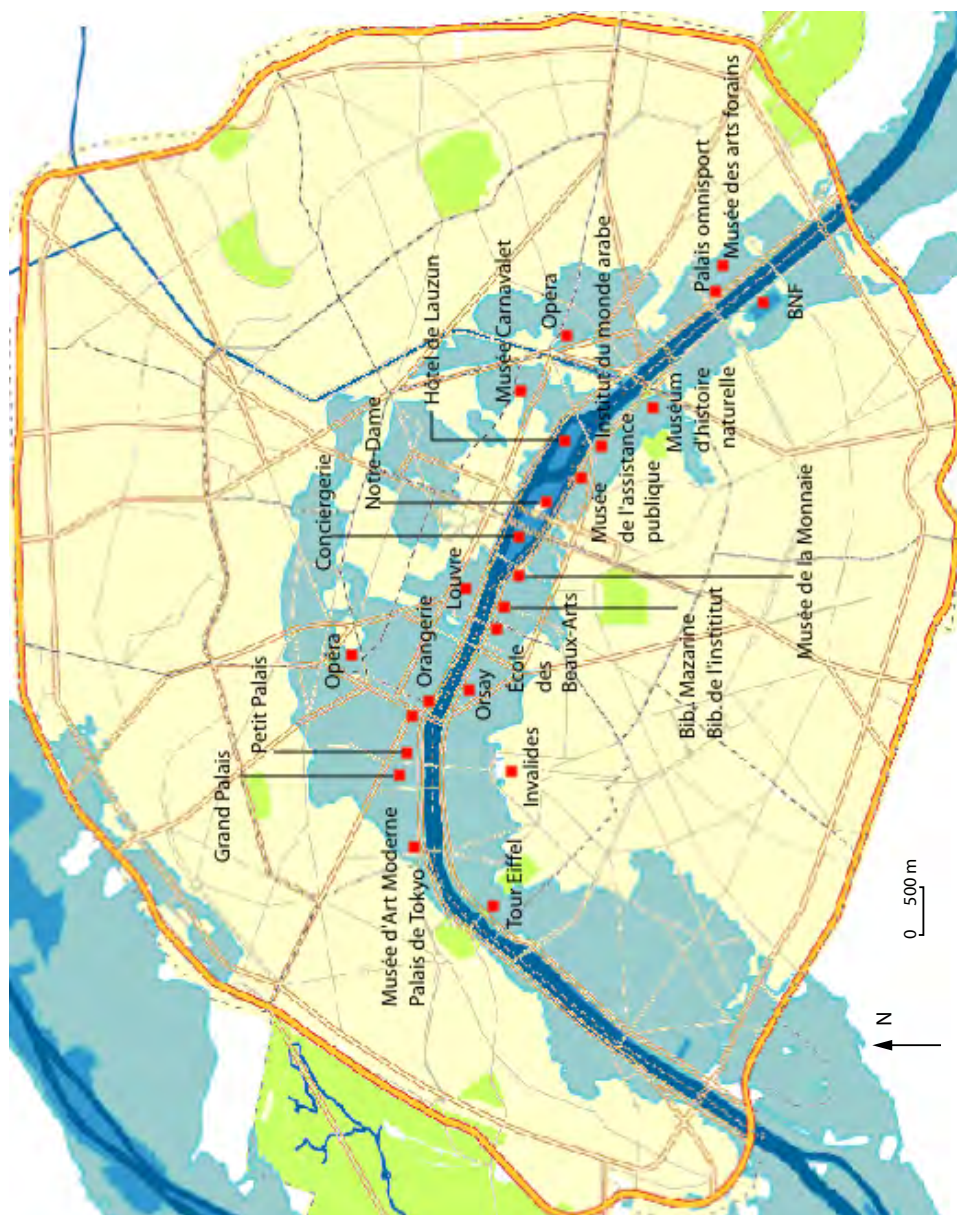 Grand Palais
Petit Palais
Opéra
Orangerie
Louvre
Conciergerie
Notre-Dame
Hôtel de Lauzun
Musée Carnavalet
Opera
Institut du monde arabe
Palais omnisport
Musée des arts forains
BNF
Muséum
d'histoire
naturelle
Musée
de l'assistance
publique
Musée de la Monnaie
Bib. Mazarine
Bib. de l'insititut
École
des
Beaux-Arts
Orsay
Invalides
Tour Eiffel
Musée d'Art Moderne
Palais de Tokyo
0 500 m
N